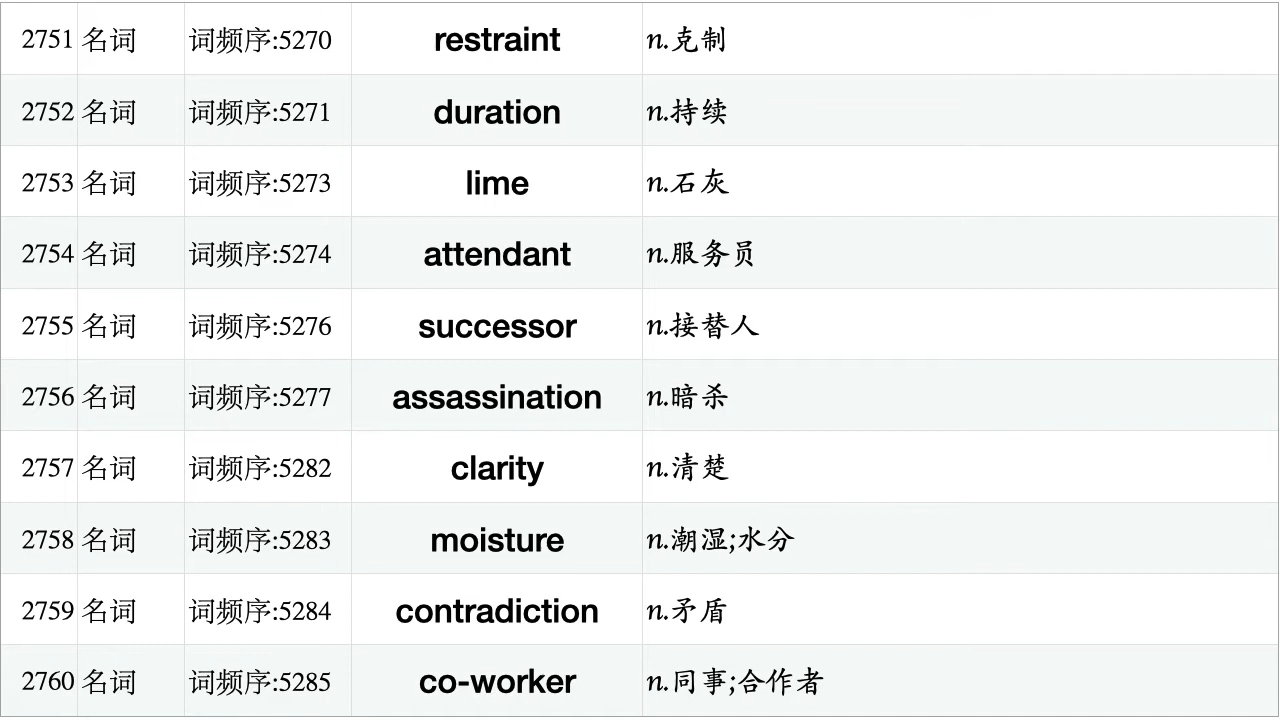 2751 名词 词频序:5270 restraint n.克制
2752 名词 词频序:5271 duration n.持续
2753 名词 词频序:5273 lime n.石灰
2754 名词 词频序:5274 attendant n.服务员
2755 名词 词频序:5276 successor n.接替人
2756 名词 词频序:5277 assassination n.暗杀
2757 名词 词频序:5282 clarity n.清楚
2758 名词 词频序:5283 moisture n.潮湿;水分
2759 名词 词频序:5284 contradiction n.矛盾
2760 名词 词频序:5285 co-worker n.同事;合作者